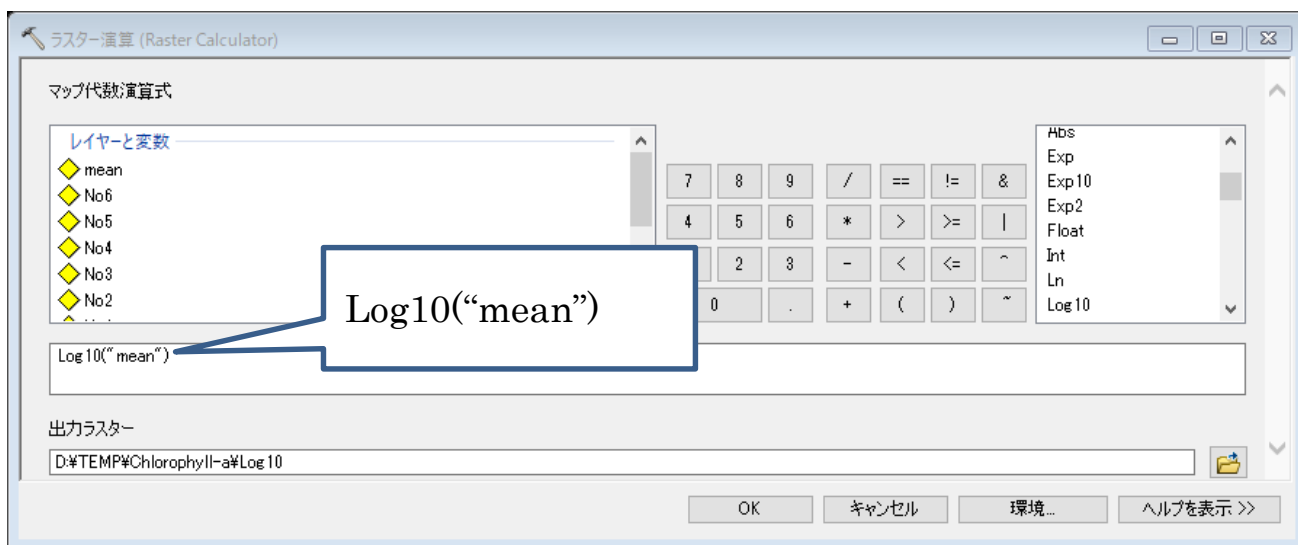 ラスター演算 (Raster Calculator)
マップ代数演算式
レイヤーと変数
mean
No6
No5
No4
No3
No2
7 8 9 / == != &
4 5 6 * > >= |
2 3 - < <= ^
0 . + ( ) ~
Abs
Exp
Exp10
Exp2
Float
Int
Ln
Log10
Log10(“mean”)
Log10("mean")
出力ラスター
D:¥TEMP¥Chlorophyll-a¥Log10
OK キャンセル 環境... ヘルプを表示 >>